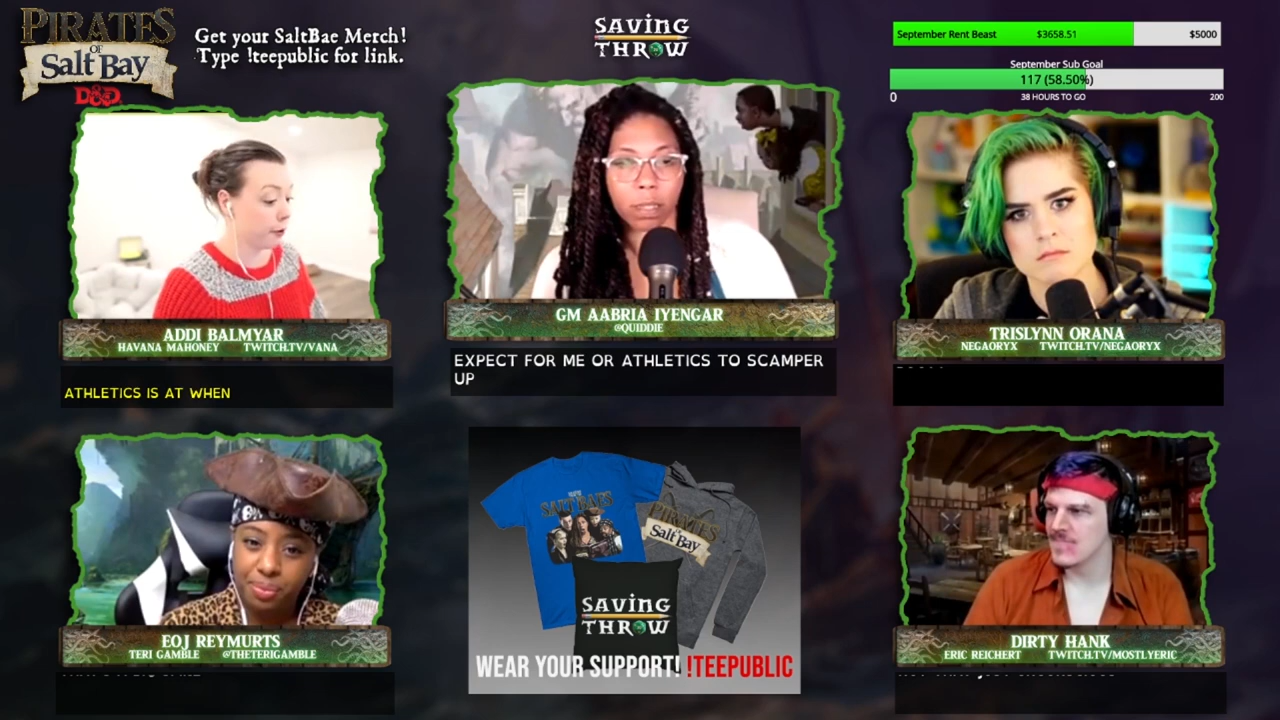 PIRATES
OF
Salt Bay
D&D
Get your SaltBae Merch!
Type !teepublic for link.
SAVING
THROW
September Rent Beast $3658.51 $5000
September Sub Goal
117 (58.50%)
0 38 HOURS TO GO 200
ADDI BALMYAR
HAVANA MAHONEY TWITCH.TV/VANA
ATHLETICS IS AT WHEN
GM AABRIA IYENGAR
@QUIDDIE
EXPECT FOR ME OR ATHLETICS TO SCAMPER
UP
TRISLYNN ORANA
NEGAORYX TWITCH.TV/NEGAORYX
EOJ REYMURTS
TERI GAMBLE @THETERIGAMBLE
SALTBAES
PIRATES
OF
Salt Bay
SAVING
THROW
WEAR YOUR SUPPORT! !TEEPUBLIC
DIRTY HANK
ERIC REICHERT TWITCH.TV/MOSTLYERIC